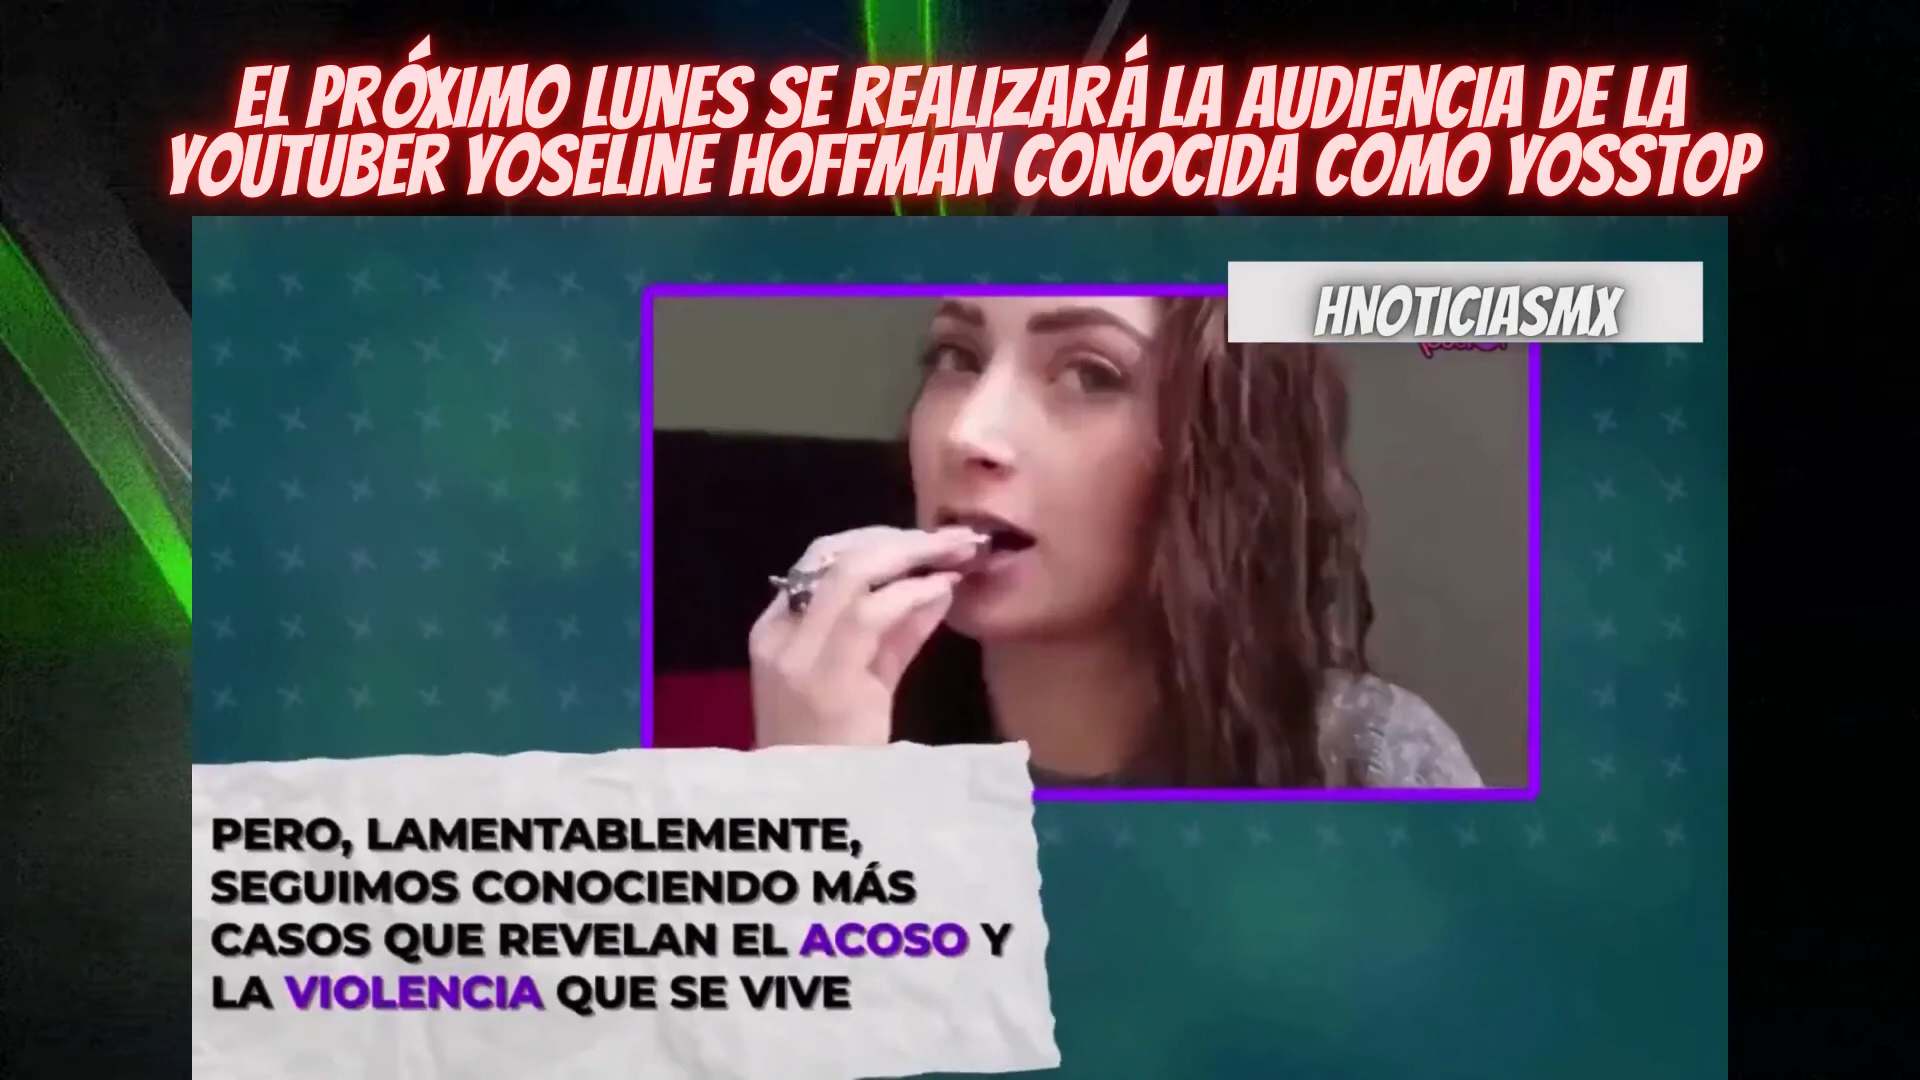 EL PRÓXIMO LUNES SE REALIZARÁ LA AUDIENCIA DE LA
YOUTUBER YOSELINE HOFFMAN CONOCIDA COMO YOSSTOP
HNOTICIASMX
PERO, LAMENTABLEMENTE,
SEGUIMOS CONOCIENDO MÁS
CASOS QUE REVELAN EL ACOSO Y
LA VIOLENCIA QUE SE VIVE